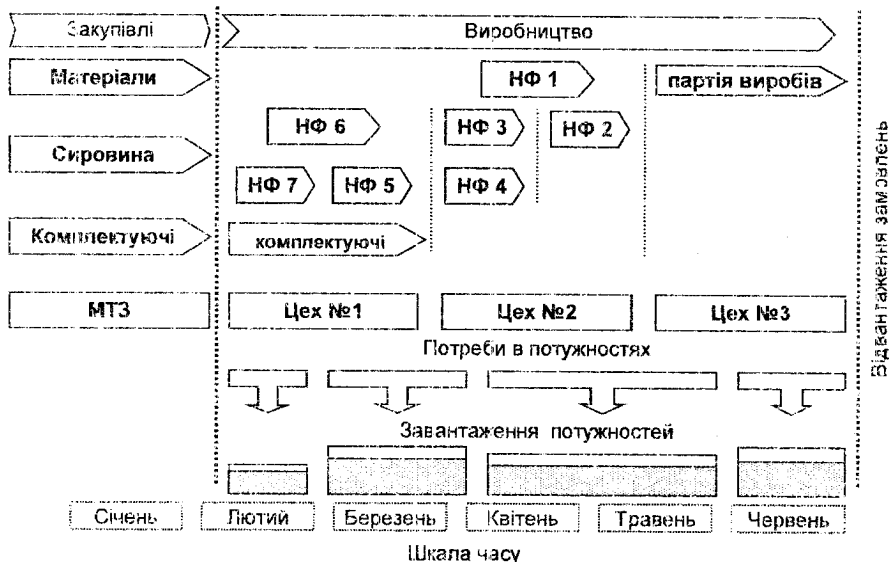 Закупівлі
Виробництво
Матеріали
НФ 1
партія виробів
НФ 6
НФ 3
НФ 2
Сировина
НФ 7
НФ 5
НФ 4
Комплектуючі
комплектуючі
МТЗ
Цех №1
Цех №2
Цех №3
Потреби в потужностях
Завантаження потужностей
Січень
Лютий
Березень
Квітень
Травень
Червень
Шкала часу
Відвантаження замовлень